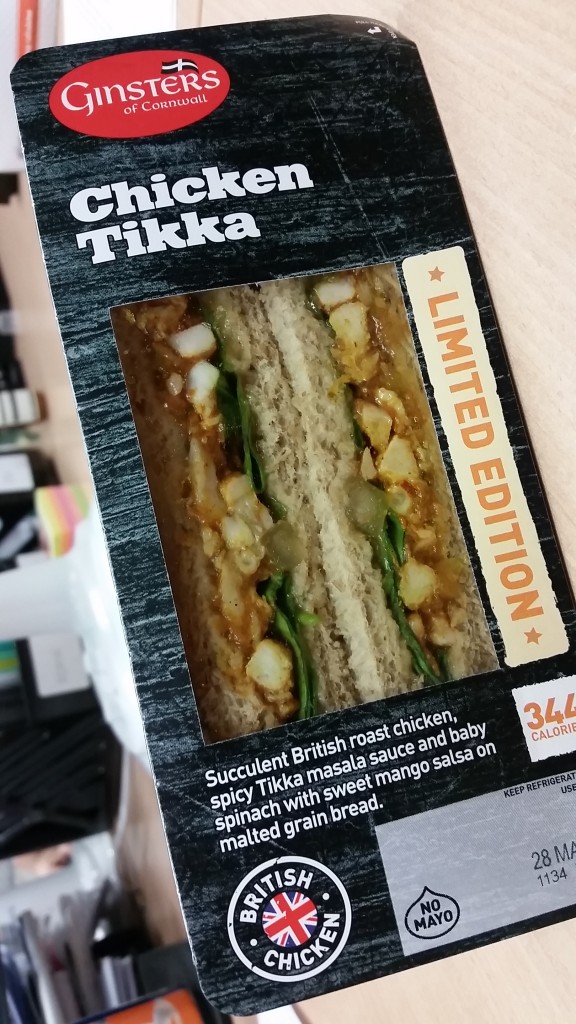 GINSTERS
of Cornwall
Chicken
Tikka
LIMITED EDITION
344
CALORIE
Succulent British roast chicken,
spicy Tikka masala sauce and baby
spinach with sweet mango salsa on
malted grain bread.
KEEP REFRIGERAT
USE
28 MA
1134
NO
MAYO
BRITISH
CHICKEN